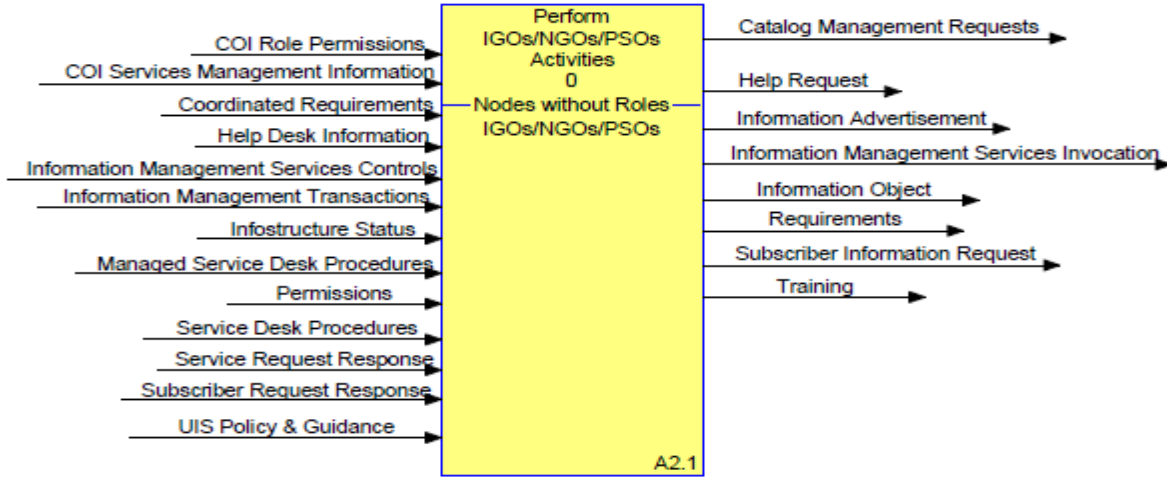 COI Role Permissions
COI Services Management Information
Coordinated Requirements
Help Desk Information
Information Management Services Controls
Information Management Transactions
Infostructure Status
Managed Service Desk Procedures
Permissions
Service Desk Procedures
Service Request Response
Subscriber Request Response
UIS Policy & Guidance
Perform
IGOs/NGOs/PSOs
Activities
0
Nodes without Roles
IGOs/NGOs/PSOs
A2.1
Catalog Management Requests
Help Request
Information Advertisement
Information Management Services Invocation
Information Object
Requirements
Subscriber Information Request
Training